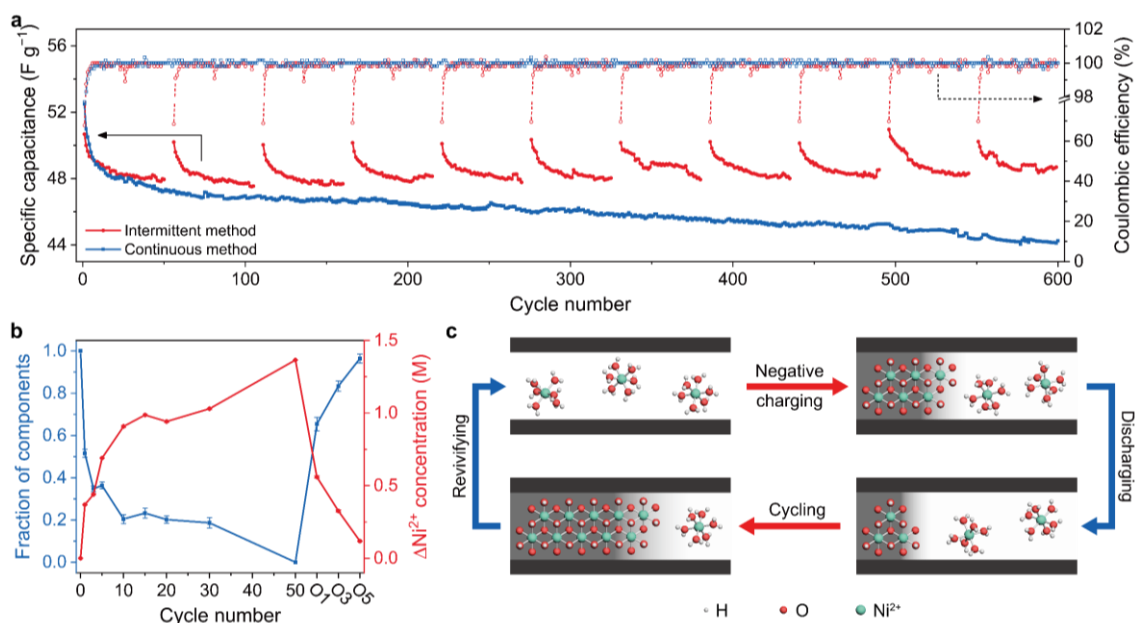 a
Specific capacitance (F g⁻¹)
56
52
48
44
Intermittent method
Continuous method
0
100
200
300
400
500
600
Cycle number
102
100
98
60
40
20
0
Coulombic efficiency (%)
b
Fraction of components
1.0
0.8
0.6
0.4
0.2
0.0
0
10
20
30
40
50
O1
O3
O5
Cycle number
1.5
1.0
0.5
0.0
ΔNi²⁺ concentration (M)
c
Negative
charging
Discharging
Cycling
Revivifying
H
O
Ni²⁺